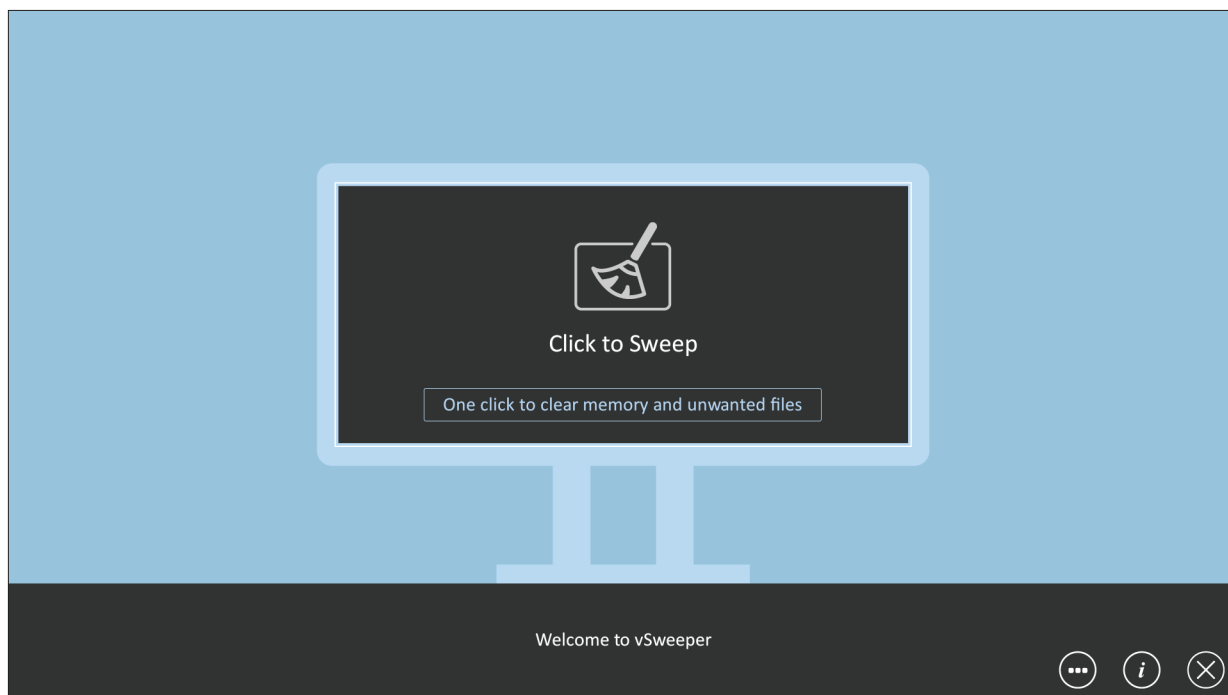 Click to Sweep
One click to clear memory and unwanted files
Welcome to vSweeper
i